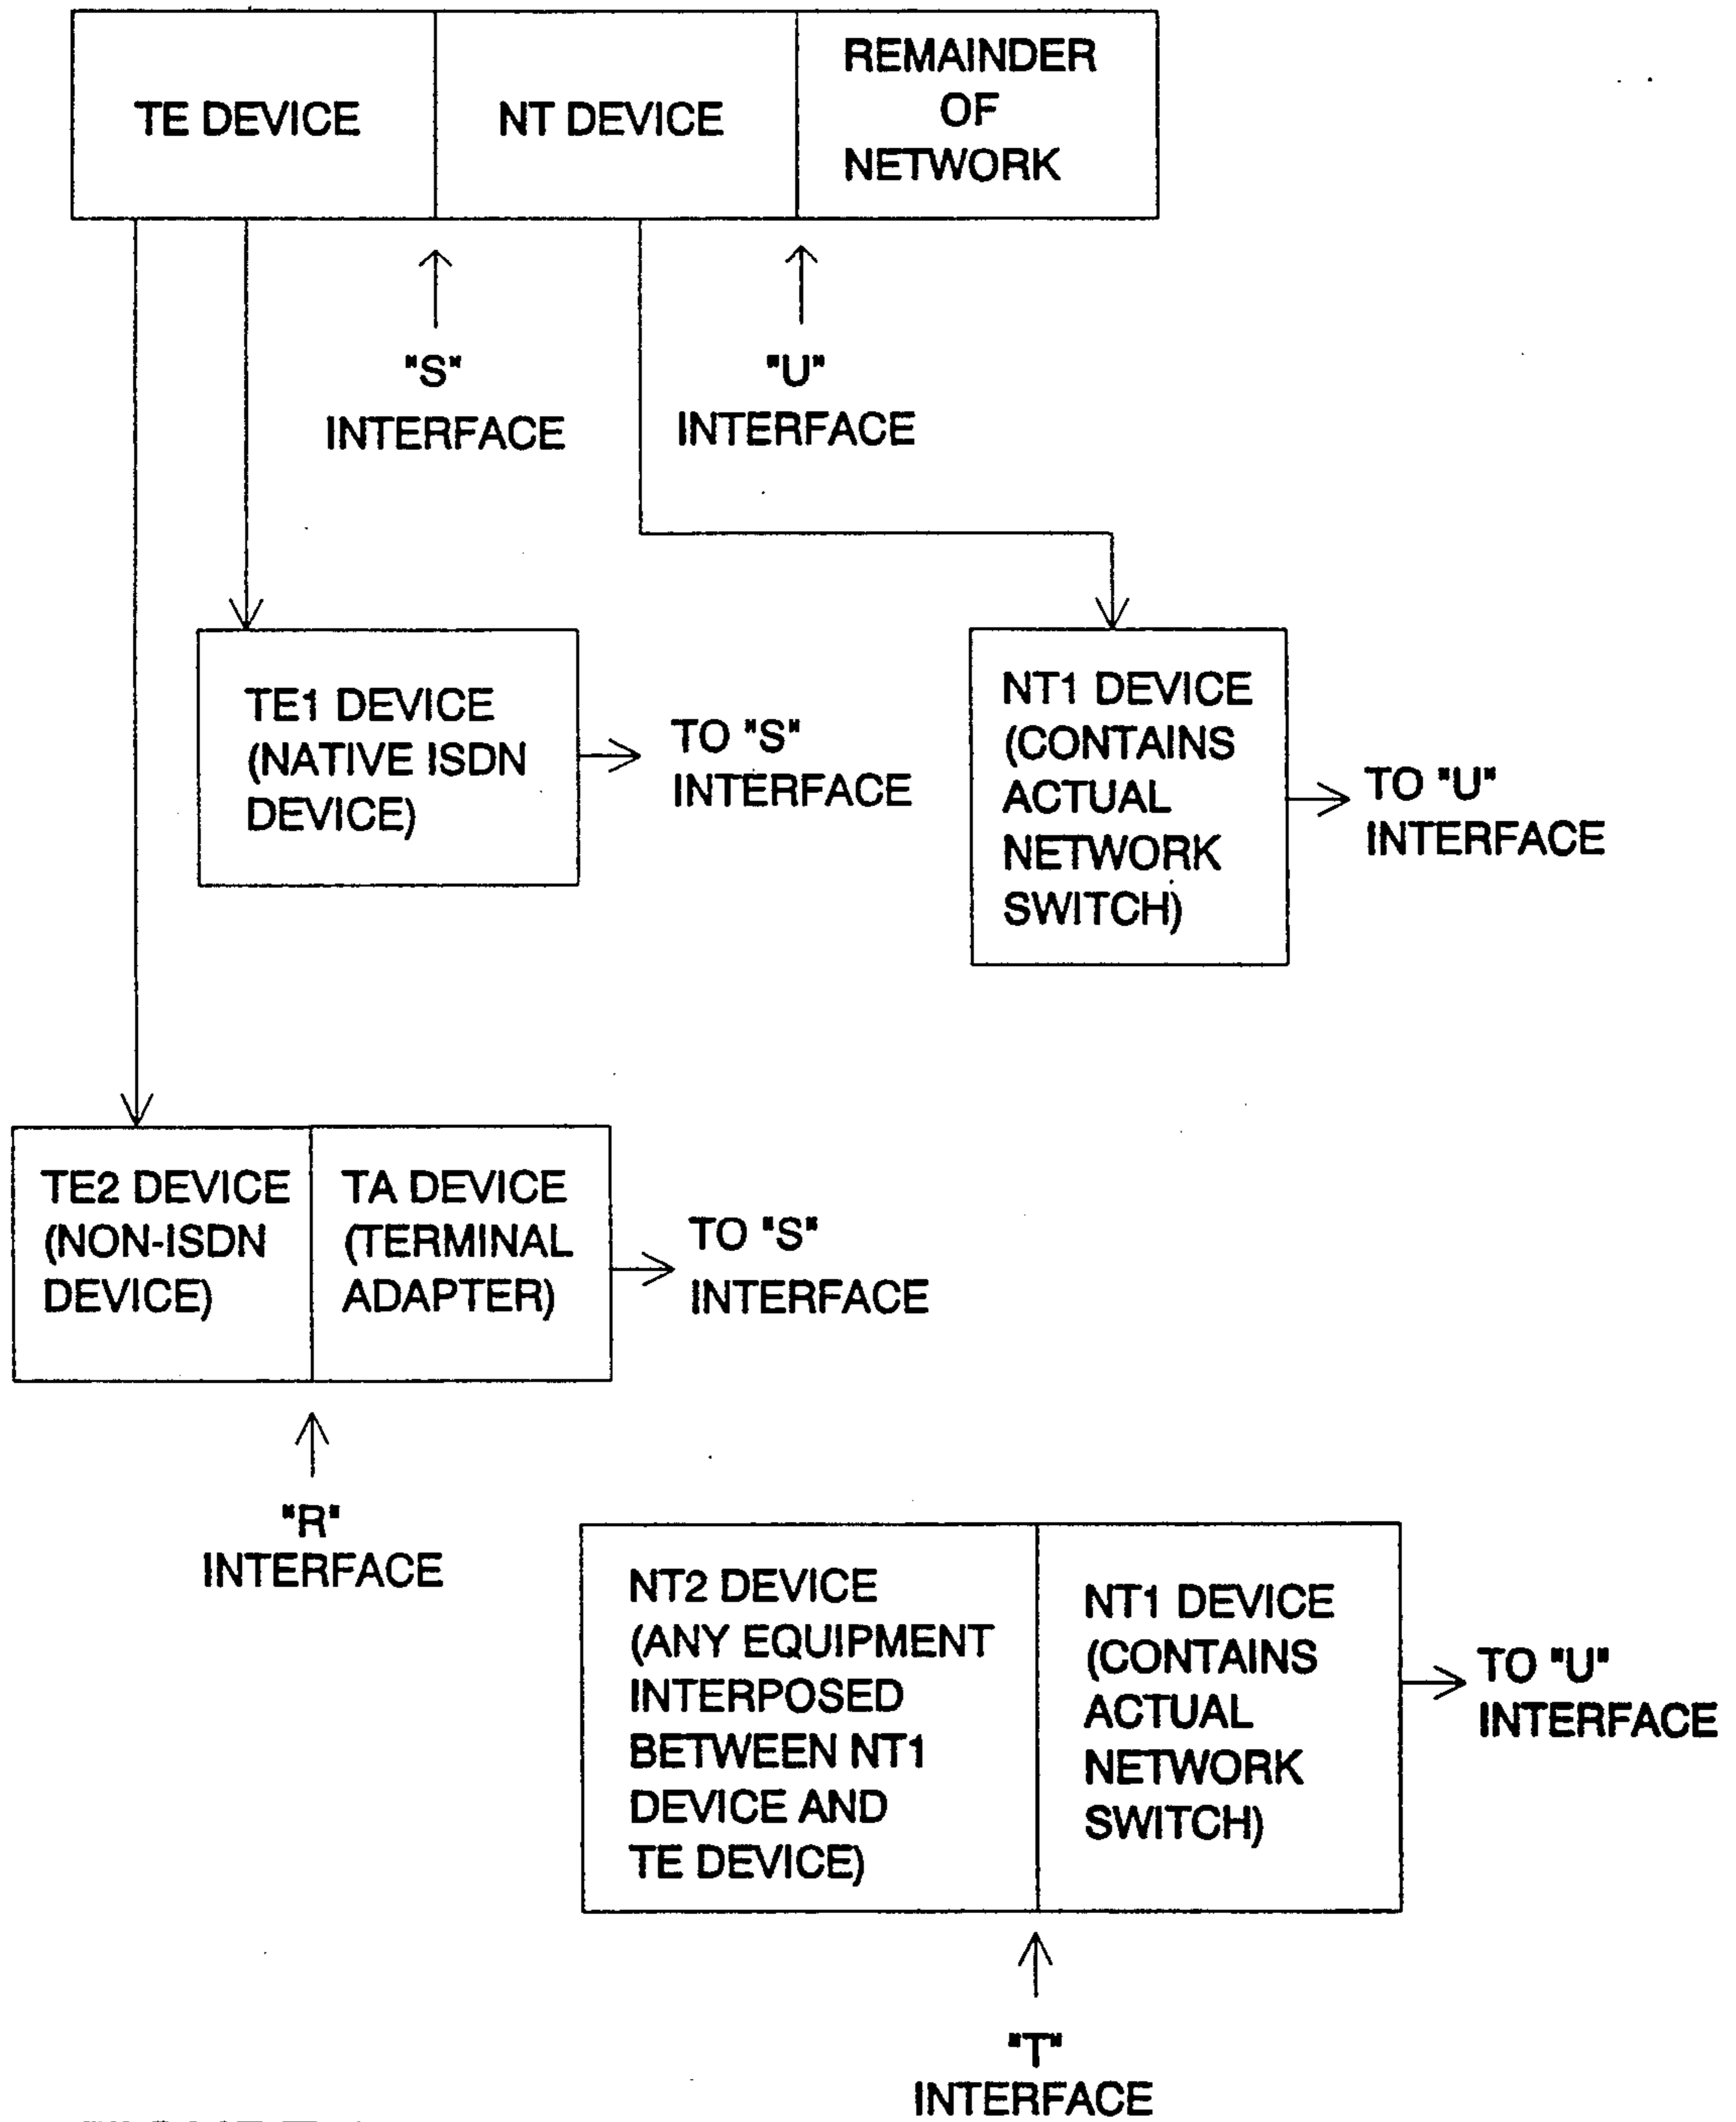 TE DEVICE
NT DEVICE
REMAINDER
OF
NETWORK
"S"
INTERFACE
"U"
INTERFACE
TE1 DEVICE
(NATIVE ISDN
DEVICE)
TO "S"
INTERFACE
NT1 DEVICE
(CONTAINS
ACTUAL
NETWORK
SWITCH)
TO "U"
INTERFACE
TE2 DEVICE
(NON-ISDN
DEVICE)
TA DEVICE
(TERMINAL
ADAPTER)
TO "S"
INTERFACE
"R"
INTERFACE
NT2 DEVICE
(ANY EQUIPMENT
INTERPOSED
BETWEEN NT1
DEVICE AND
TE DEVICE)
NT1 DEVICE
(CONTAINS
ACTUAL
NETWORK
SWITCH)
TO "U"
INTERFACE
"T"
INTERFACE